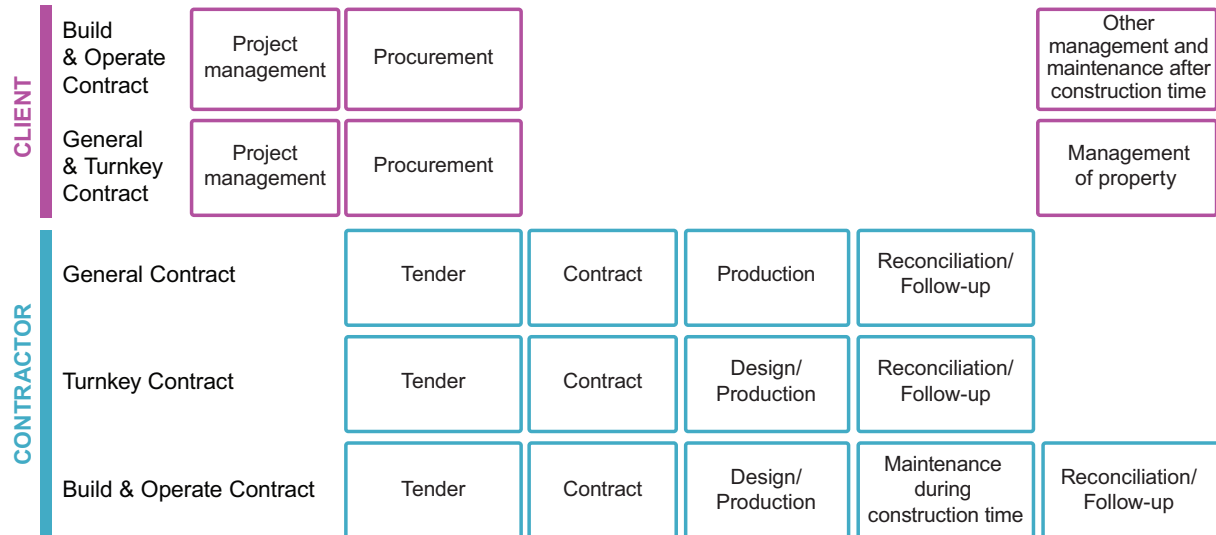 CLIENT
Build
& Operate
Contract
Project
management
Procurement
Other
management and
maintenance after
construction time
General
& Turnkey
Contract
Project
management
Procurement
Management
of property
CONTRACTOR
General Contract
Tender
Contract
Production
Reconciliation/
Follow-up
Turnkey Contract
Tender
Contract
Design/
Production
Reconciliation/
Follow-up
Build & Operate Contract
Tender
Contract
Design/
Production
Maintenance
during
construction time
Reconciliation/
Follow-up